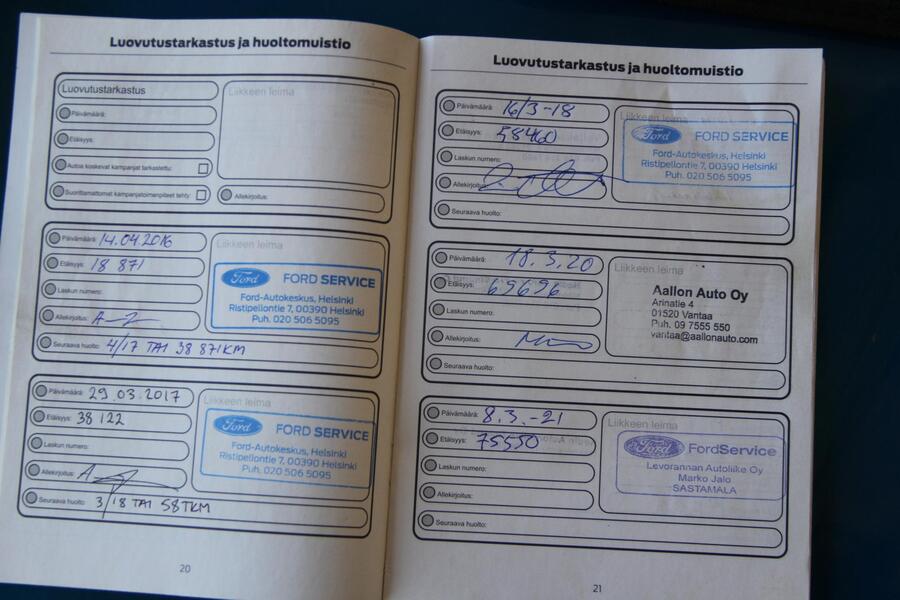 Luovutustarkastus ja huoltomuistio
Luovutustarkastus
Liikkeen leima
Päivämäärä:
Etäisyys:
Autoa koskevat kampanjat tarkastettu:
Suorittamattomat kampanjatoimenpiteet tehty:
Allekirjoitus:
Päivämäärä: 14.04.2016
Etäisyys: 18 871
Laskun numero:
Allekirjoitus:
Seuraava huolto: 4/17 TAI 38 871KM
Liikkeen leima
Ford FORD SERVICE
Ford-Autokeskus, Helsinki
Ristipellontie 7, 00390 Helsinki
Puh. 020 506 5095
Päivämäärä: 29.03.2017
Etäisyys: 38 122
Laskun numero:
Allekirjoitus:
Seuraava huolto: 3/18 TAI 58TKM
Liikkeen leima
Ford FORD SERVICE
Ford-Autokeskus, Helsinki
Ristipellontie 7, 00390 Helsinki
Puh. 020 506 5095
20
Luovutustarkastus ja huoltomuistio
Päivämäärä: 16/3-18
Etäisyys: 58460
Laskun numero:
Allekirjoitus:
Seuraava huolto:
Liikkeen leima
Ford FORD SERVICE
Ford-Autokeskus, Helsinki
Ristipellontie 7, 00390 Helsinki
Puh. 020 506 5095
Päivämäärä: 18.3.20
Etäisyys: 69696
Laskun numero:
Allekirjoitus:
Seuraava huolto:
Liikkeen leima
Aallon Auto Oy
Arinatie 4
01520 Vantaa
Puh. 09 7555 550
vantaa@aallonauto.com
Päivämäärä: 8.3.-21
Etäisyys: 75550
Laskun numero:
Allekirjoitus:
Seuraava huolto:
Liikkeen leima
Ford FordService
Levorannan Autoliike Oy
Marko Jalo
SASTAMALA
21